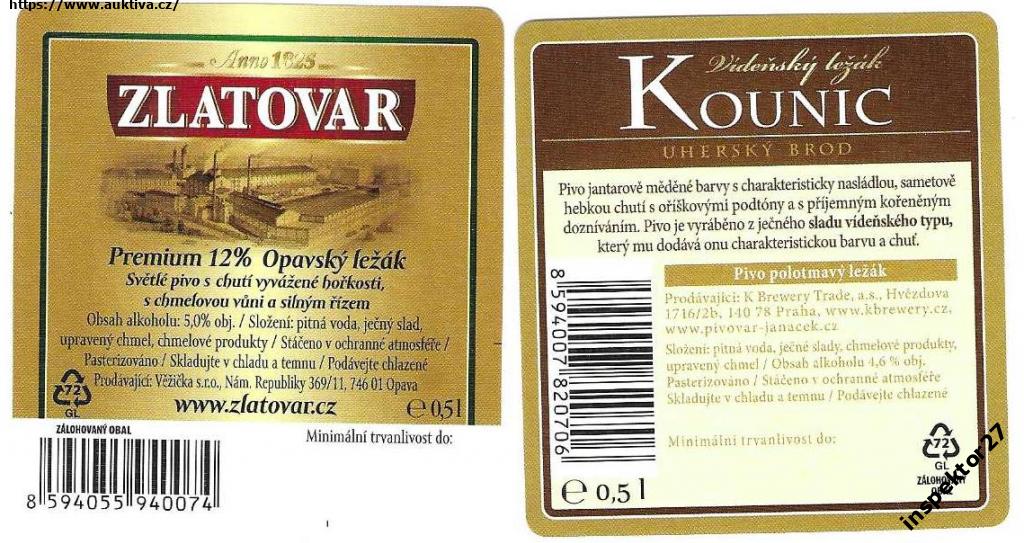 https://www.auktiva.cz/
Anno 1825
ZLATOVAR
Premium 12% Opavský ležák
Světlé pivo s chutí vyvážené hořkosti,
s chmelovou vůní a silným řízem
Obsah alkoholu: 5,0% obj. / Složení: pitná voda, ječný slad,
upravený chmel, chmelové produkty / Stáčeno v ochranné atmosféře /
Pasterizováno / Skladujte v chladu a temnu / Podávejte chlazené
Prodávající: Věžička s.r.o., Nám. Republiky 369/11, 746 01 Opava
www.zlatovar.cz
℮ 0,5 l
72
GL
ZÁLOHOVANÝ OBAL
Minimální trvanlivost do:
8 594055 940074
Vídeňský ležák
KOUNIC
UHERSKÝ BROD
Pivo jantarově měděné barvy s charakteristicky nasládlou, sametově
hebkou chutí s oříškovými podtóny a s příjemným kořeněným
dozníváním. Pivo je vyráběno z ječného sladu vídeňského typu,
který mu dodává onu charakteristickou barvu a chuť.
Pivo polotmavý ležák
Prodávající: K Brewery Trade, a.s., Hvězdova
1716/2b, 140 78 Praha, www.kbrewery.cz,
www.pivovar-janacek.cz
Složení: pitná voda, ječné slady, chmelové produkty,
upravený chmel / Obsah alkoholu 4,6 % obj.
Pasterizováno / Stáčeno v ochranné atmosféře
Skladujte v chladu a temnu / Podávejte chlazené
Minimální trvanlivost do:
8 594007 820706
℮ 0,5 l
72
GL
ZÁLOHOVANÝ
inspektor27